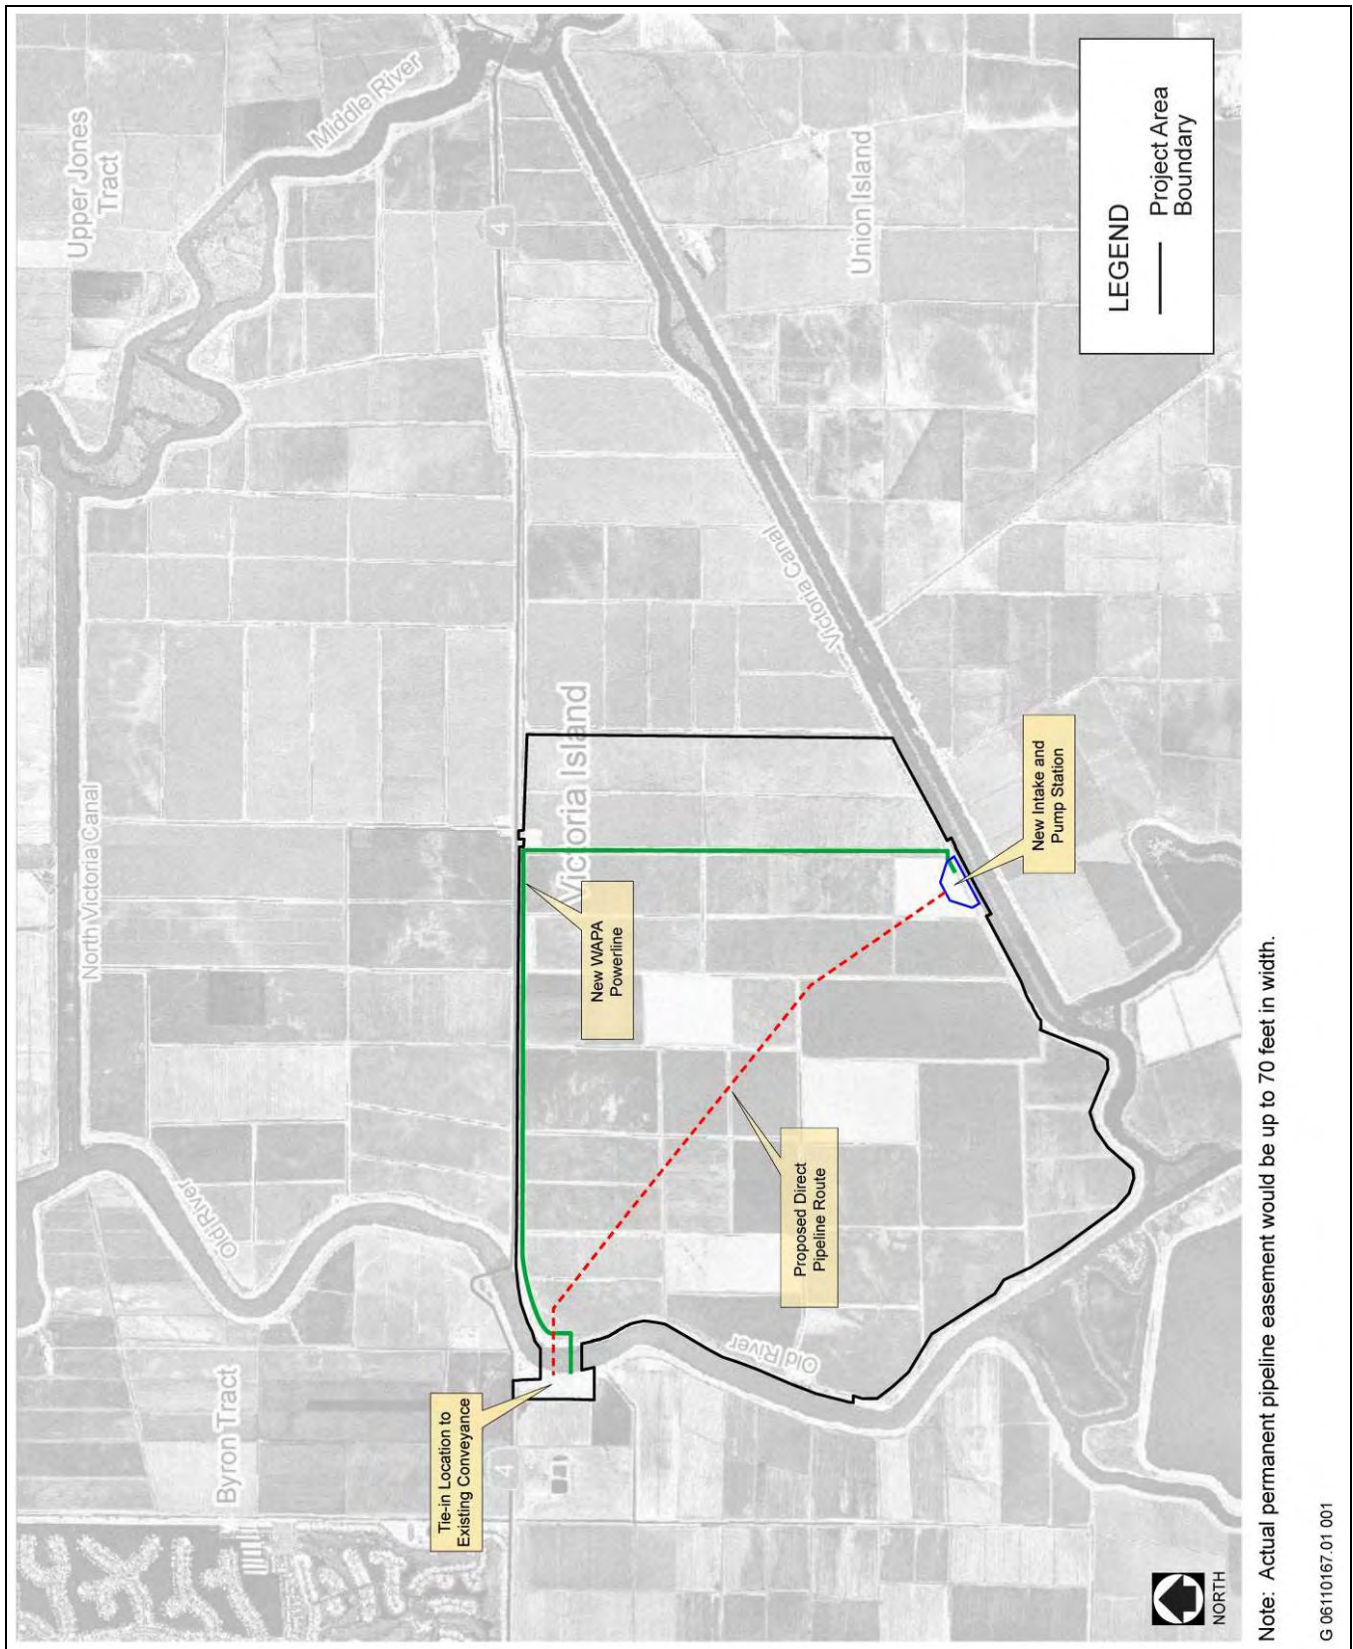 Upper Jones
Tract
Middle River
4
Union Island
LEGEND
Project Area
Boundary
North Victoria Canal
Victoria Canal
Victoria Island
New WAPA
Powerline
New Intake and
Pump Station
Old River
Proposed Direct
Pipeline Route
Old River
Byron Tract
Tie-in Location to
Existing Conveyance
4
NORTH
Note: Actual permanent pipeline easement would be up to 70 feet in width.
G 06110167.01 001